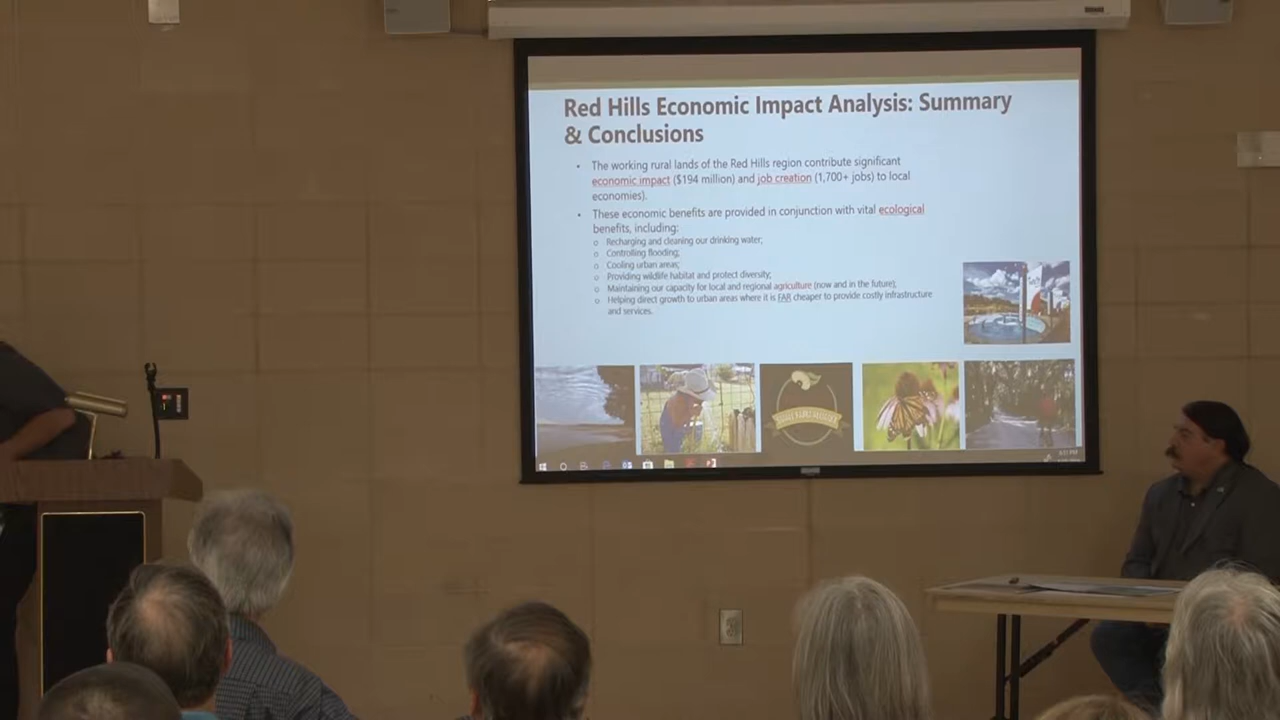 Red Hills Economic Impact Analysis: Summary
& Conclusions
• The working rural lands of the Red Hills region contribute significant
economic impact ($194 million) and job creation (1,700+ jobs) to local
economies).
• These economic benefits are provided in conjunction with vital ecological
benefits, including:
o Recharging and cleaning our drinking water;
o Controlling flooding;
o Cooling urban areas;
o Providing wildlife habitat and protect diversity;
o Maintaining our capacity for local and regional agriculture (now and in the future);
o Helping direct growth to urban areas where it is FAR cheaper to provide costly infrastructure
and services.